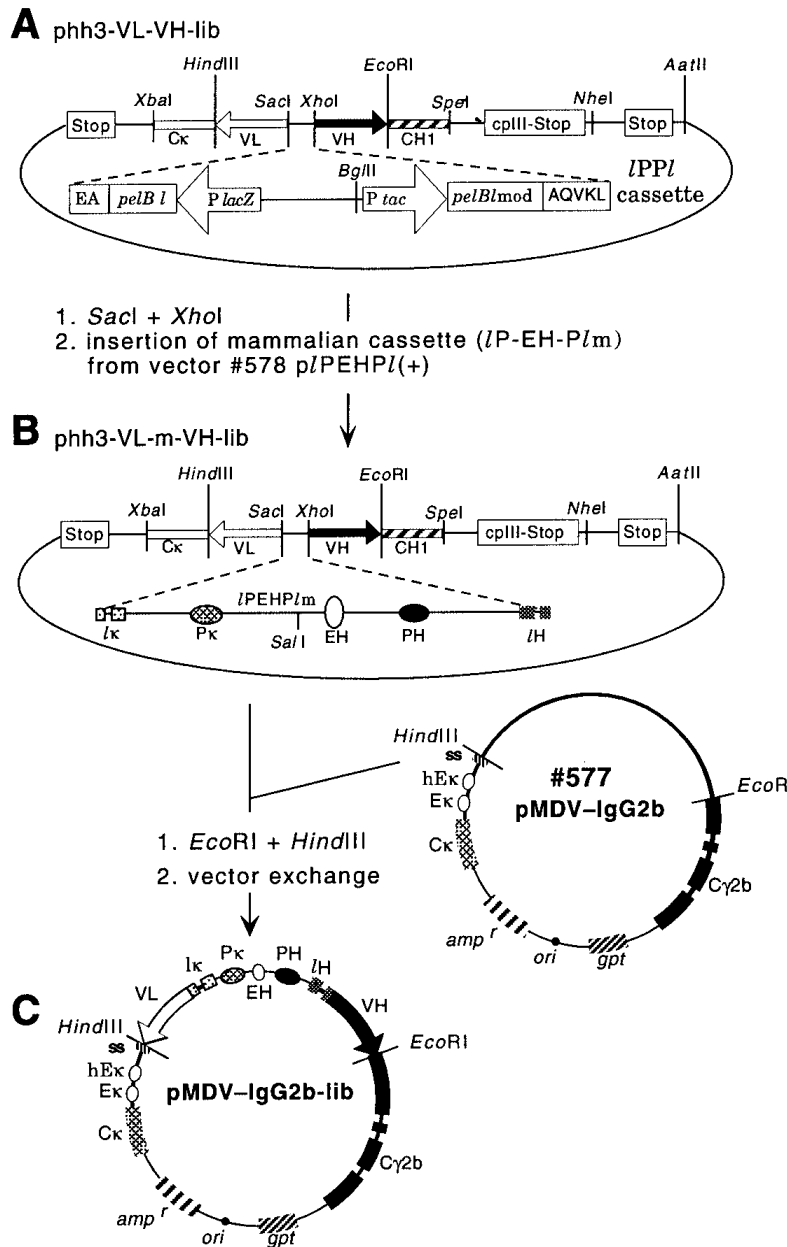 A phh3-VL-VH-lib
HindIII EcoRI AatII
XbaI SacI XhoI SpeI NheI
Stop Cκ VL VH CH1 cpIII-Stop Stop
BglII lPPl
cassette
EA pelB l P lacZ P tac pelBlmod AQVKL
1. SacI + XhoI
2. insertion of mammalian cassette (lP-EH-Plm)
from vector #578 plPEHPl(+)
B phh3-VL-m-VH-lib
HindIII EcoRI AatII
XbaI SacI XhoI SpeI NheI
Stop Cκ VL VH CH1 cpIII-Stop Stop
lPEHPlm
lκ Pκ SalI EH PH lH
HindIII
ss
hEκ
Eκ
Cκ
#577
pMDV–IgG2b
EcoR
Cγ2b
amp r
ori
gpt
1. EcoRI + HindIII
2. vector exchange
C
VL lκ Pκ EH PH lH VH
HindIII
ss
hEκ
Eκ
Cκ
EcoRI
pMDV–IgG2b-lib
Cγ2b
amp r
ori
gpt